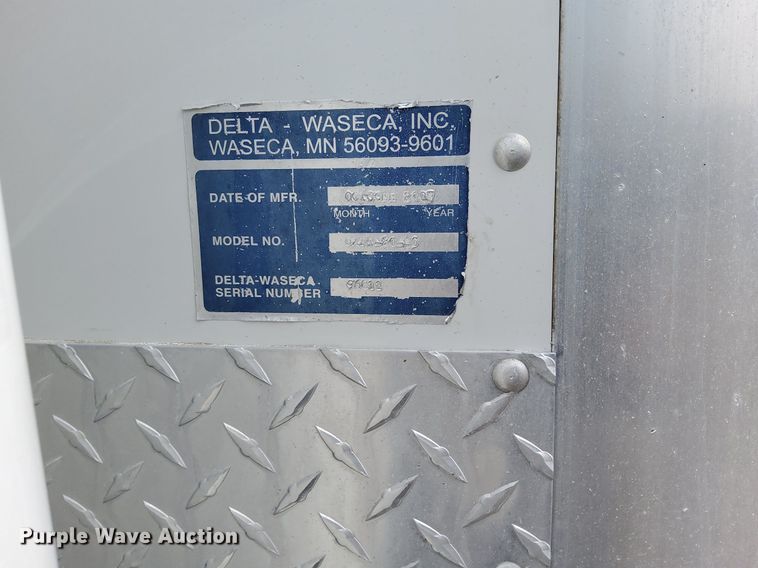 DELTA - WASECA, INC.
WASECA, MN 56093-9601
DATE OF MFR.
MONTH YEAR
MODEL NO.
DELTA-WASECA
SERIAL NUMBER
Purple Wave Auction